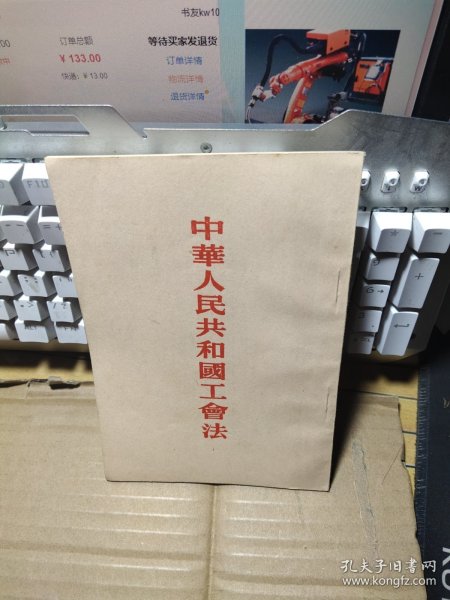 书友kw10
订单总额
等待买家发退货
¥ 133.00
订单详情
快递：¥ 13.00
物流详情
退货详情
中華人民共和國工會法
孔夫子旧书网
www.kongfz.com